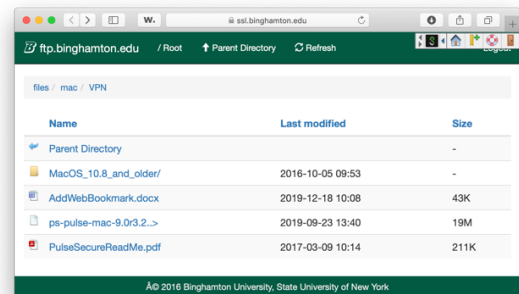 W. ssl.binghamton.edu
B ftp.binghamton.edu / Root Parent Directory Refresh
files / mac / VPN
Name Last modified Size
Parent Directory -
MacOS_10.8_and_older/ 2016-10-05 09:53 -
AddWebBookmark.docx 2019-12-18 10:08 43K
ps-pulse-mac-9.0r3.2..> 2019-09-23 13:40 19M
PulseSecureReadMe.pdf 2017-03-09 10:14 211K
© 2016 Binghamton University, State University of New York